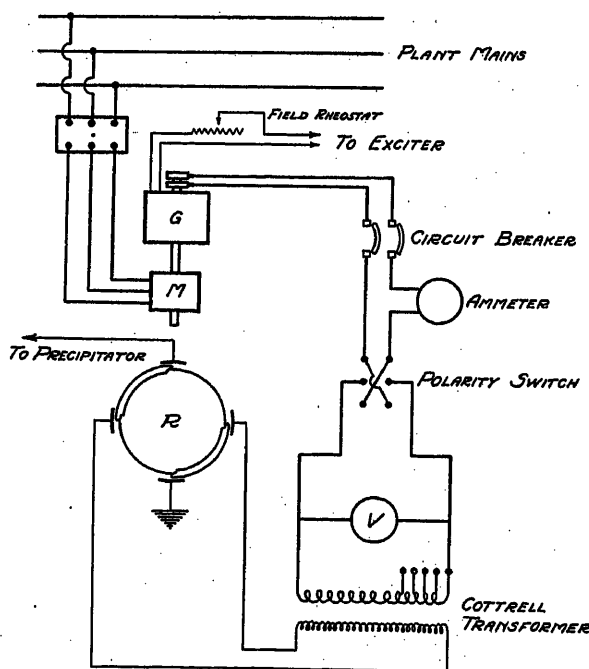 PLANT MAINS
FIELD RHEOSTAT
TO EXCITER
G
CIRCUIT BREAKER
M
AMMETER
TO PRECIPITATOR
POLARITY SWITCH
R
V
COTTRELL
TRANSFORMER